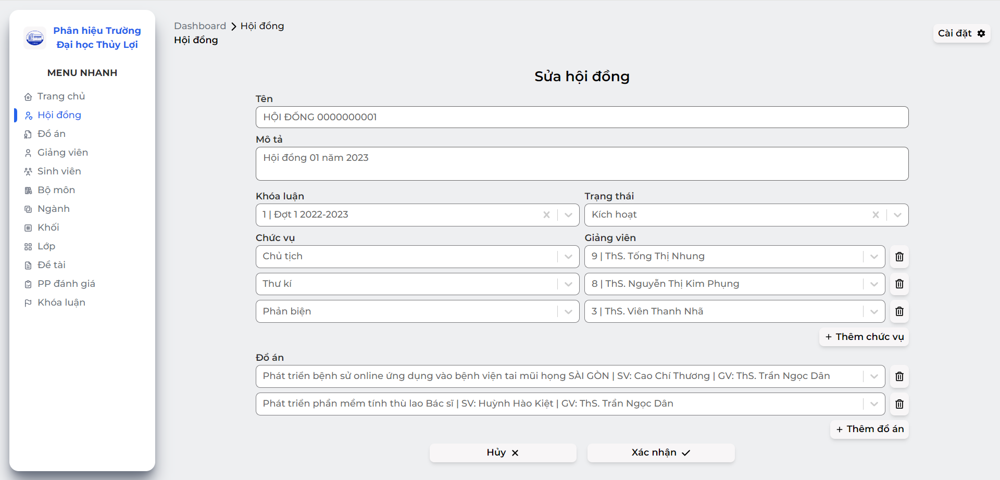 Phân hiệu Trường
Đại học Thủy Lợi
MENU NHANH
Trang chủ
Hội đồng
Đồ án
Giảng viên
Sinh viên
Bộ môn
Ngành
Khối
Lớp
Đề tài
PP đánh giá
Khóa luận
Dashboard > Hội đồng
Hội đồng
Cài đặt
Sửa hội đồng
Tên
HỘI ĐỒNG 0000000001
Mô tả
Hội đồng 01 năm 2023
Khóa luận Trạng thái
1 | Đợt 1 2022-2023 Kích hoạt
Chức vụ Giảng viên
Chủ tịch 9 | ThS. Tống Thị Nhung
Thư kí 8 | ThS. Nguyễn Thị Kim Phụng
Phản biện 3 | ThS. Viên Thanh Nhã
+ Thêm chức vụ
Đồ án
Phát triển bệnh sử online ứng dụng vào bệnh viện tai mũi họng SÀI GÒN | SV: Cao Chí Thương | GV: ThS. Trần Ngọc Dân
Phát triển phần mềm tính thù lao Bác sĩ | SV: Huỳnh Hào Kiệt | GV: ThS. Trần Ngọc Dân
+ Thêm đồ án
Hủy Xác nhận